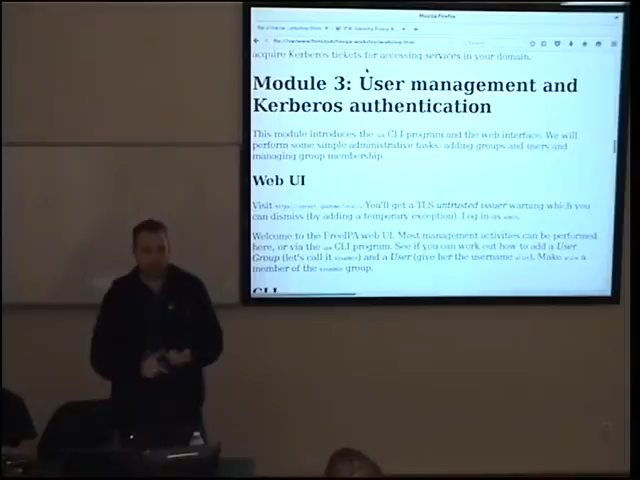 Mozilla Firefox
acquire Kerberos tickets for accessing services in your domain.
Module 3: User management and
Kerberos authentication
This module introduces the CLI program and the web interface. We will
perform some simple administrative tasks: adding groups and users and
managing group membership.
Web UI
Visit You'll get a TLS untrusted issuer warning which you
can dismiss (by adding a temporary exception). Log in as
Welcome to the FreeIPA web UI. Most management activities can be performed
here, or via the CLI program. See if you can work out how to add a User
Group (let's call it ) and a User (give her the username ). Make a
member of the group.
CLI